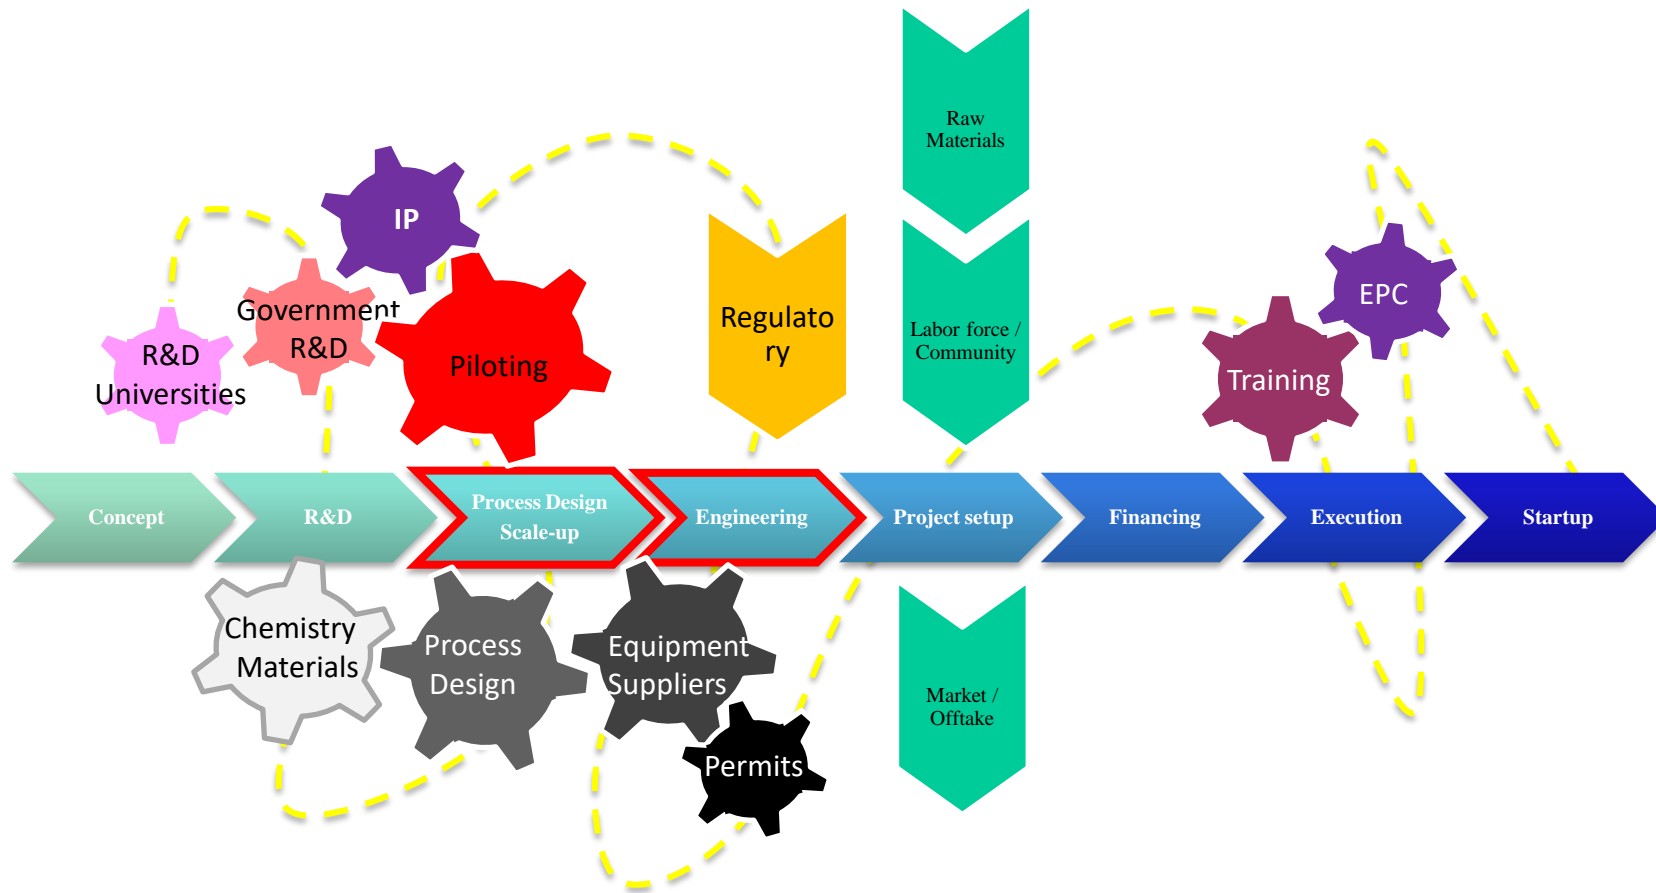 Raw
Materials
IP
Government
R&D
R&D
Universities
Piloting
Regulato
ry
Labor force /
Community
EPC
Training
Concept
R&D
Process Design
Scale-up
Engineering
Project setup
Financing
Execution
Startup
Chemistry
Materials
Process
Design
Equipment
Suppliers
Permits
Market /
Offtake